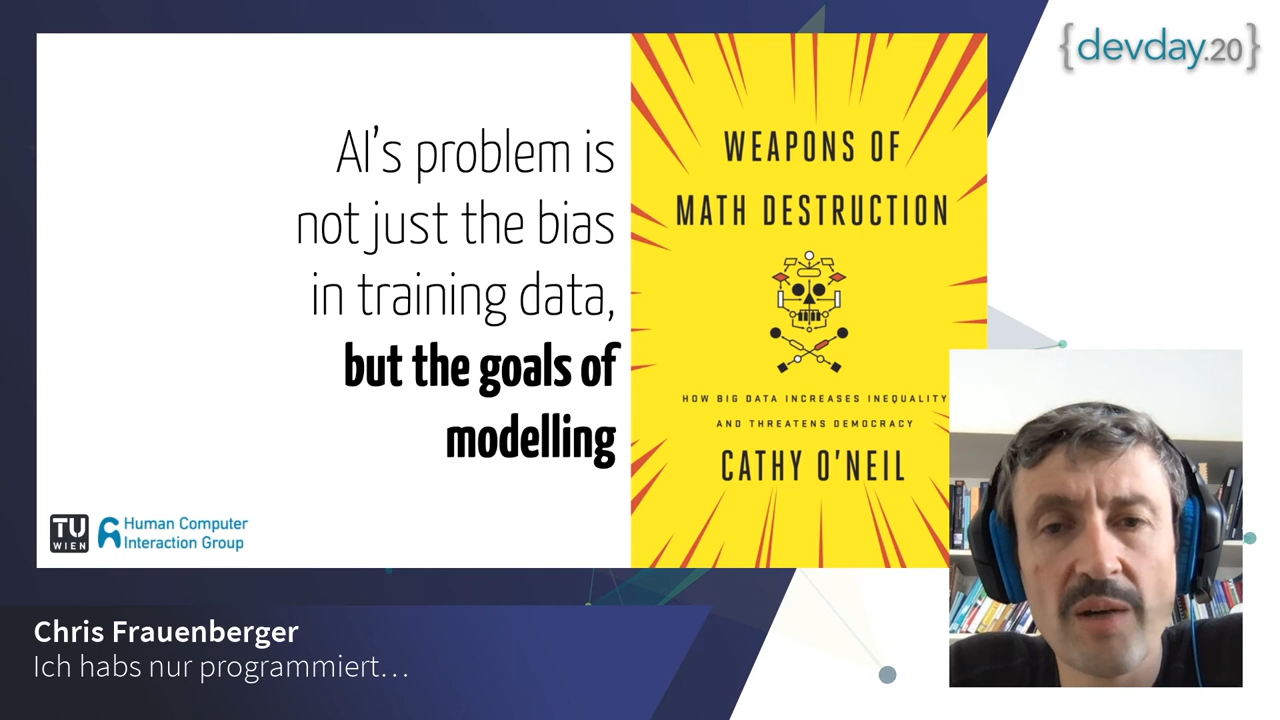 {devday.20}
AI's problem is
not just the bias
in training data,
but the goals of
modelling
WEAPONS OF
MATH DESTRUCTION
HOW BIG DATA INCREASES INEQUALITY
AND THREATENS DEMOCRACY
CATHY O'NEIL
TU
WIEN
Human Computer
Interaction Group
Chris Frauenberger
Ich habs nur programmiert…